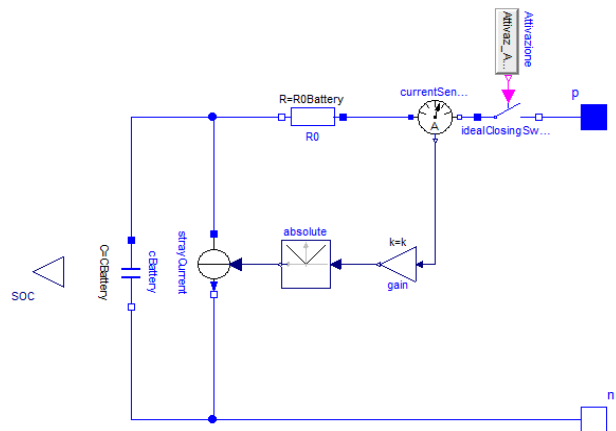 Attivaz_A...
Attivazione
p
R=R0Battery
currentSen...
A
idealClosingSw...
R0
absolute
k=k
gain
strayCurrent
cBattery
C=CBattery
SOC
n